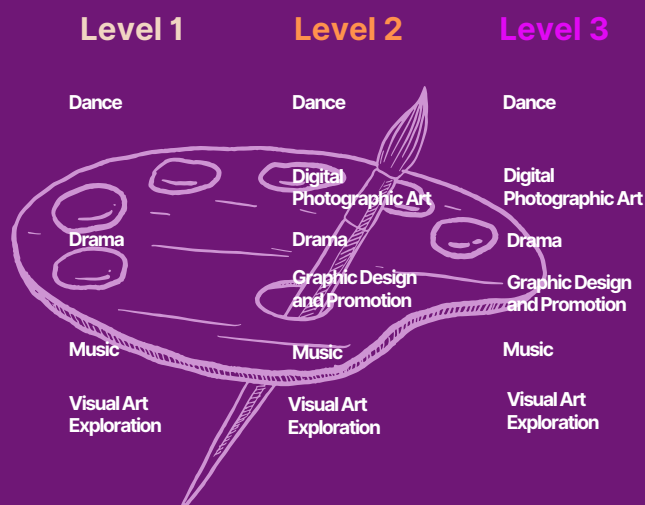 Level 1 Level 2 Level 3
Dance Dance Dance
Digital Digital
Photographic Art Photographic Art
Drama Drama Drama
Graphic Design Graphic Design
and Promotion and Promotion
Music Music Music
Visual Art Visual Art Visual Art
Exploration Exploration Exploration